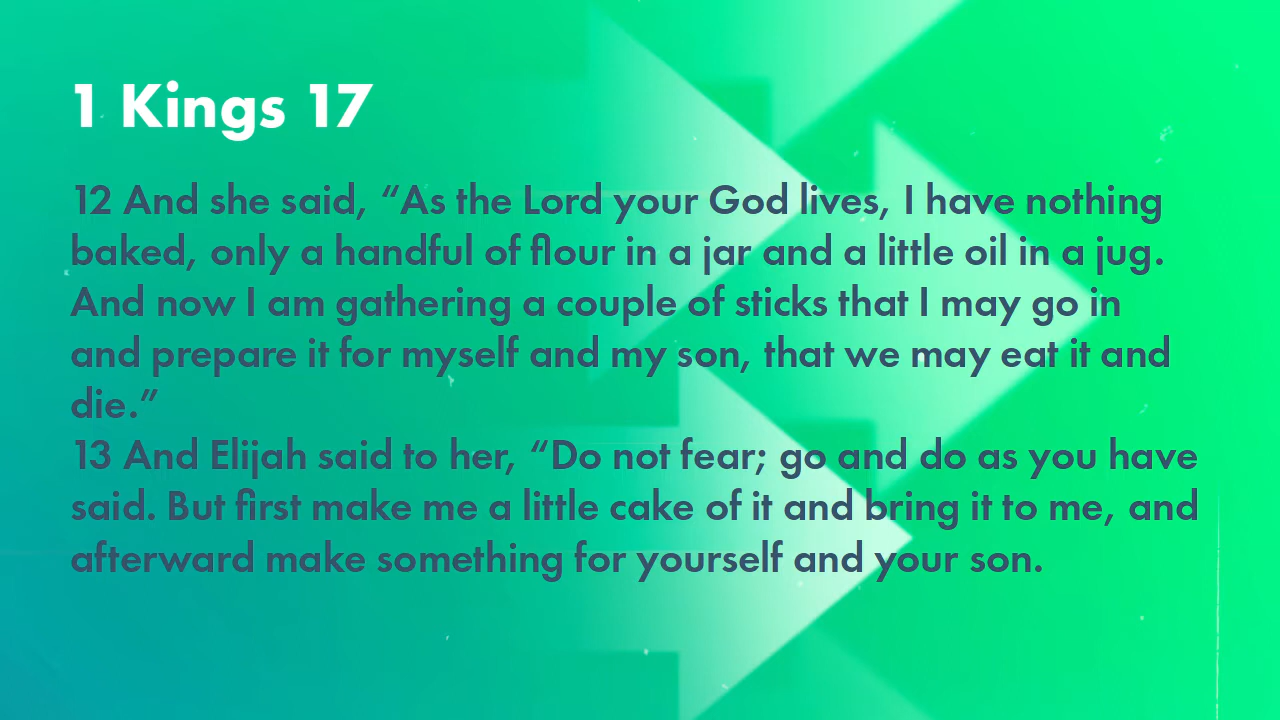 1 Kings 17
12 And she said, “As the Lord your God lives, I have nothing
baked, only a handful of flour in a jar and a little oil in a jug.
And now I am gathering a couple of sticks that I may go in
and prepare it for myself and my son, that we may eat it and
die.”
13 And Elijah said to her, “Do not fear; go and do as you have
said. But first make me a little cake of it and bring it to me, and
afterward make something for yourself and your son.